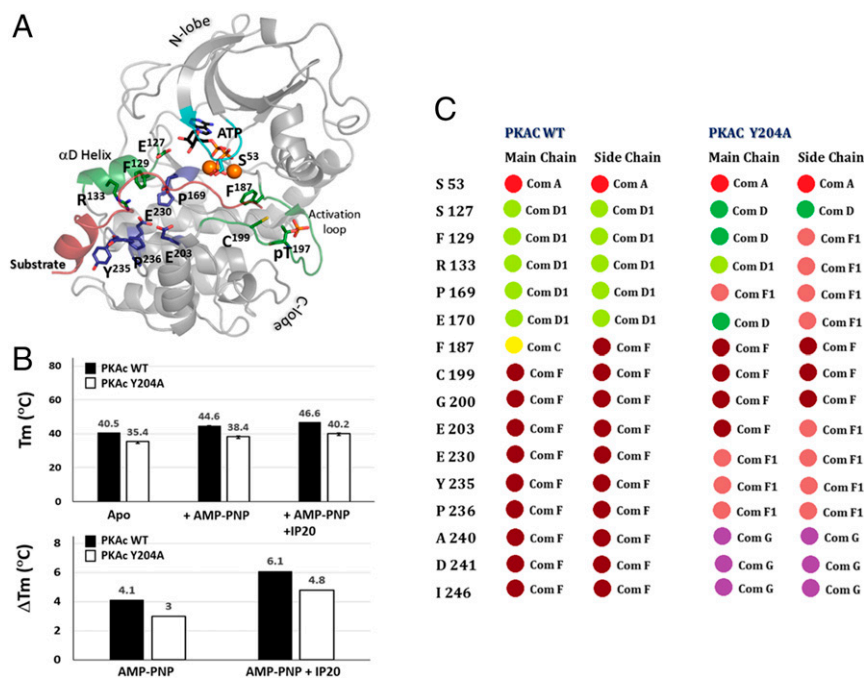 A
N-lobe
ATP
S53
αD Helix
E127
F129
R133
P169
F187
E230
Activation
loop
C199
pT197
Substrate
Y235
P236
E203
C-lobe
B
PKAc WT
PKAc Y204A
Tm (°C)
80
60
40
20
0
40.5
35.4
44.6
38.4
46.6
40.2
Apo
+ AMP-PNP
+ AMP-PNP
+IP20
PKAc WT
PKAc Y204A
ΔTm (°C)
8
6
4
2
0
4.1
3
6.1
4.8
AMP-PNP
AMP-PNP + IP20
C
PKAC WT PKAC Y204A
Main Chain Side Chain Main Chain Side Chain
S 53 Com A Com A Com A Com A
S 127 Com D1 Com D1 Com D Com D
F 129 Com D1 Com D1 Com D Com F1
R 133 Com D1 Com D1 Com D1 Com F1
P 169 Com D1 Com D1 Com F1 Com F1
E 170 Com D1 Com D1 Com D Com F1
F 187 Com C Com F Com F Com F
C 199 Com F Com F Com F Com F
G 200 Com F Com F Com F Com F
E 203 Com F Com F Com F Com F1
E 230 Com F Com F Com F1 Com F1
Y 235 Com F Com F Com F1 Com F1
P 236 Com F Com F Com F1 Com F1
A 240 Com F Com F Com G Com G
D 241 Com F Com F Com G Com G
I 246 Com F Com F Com G Com G